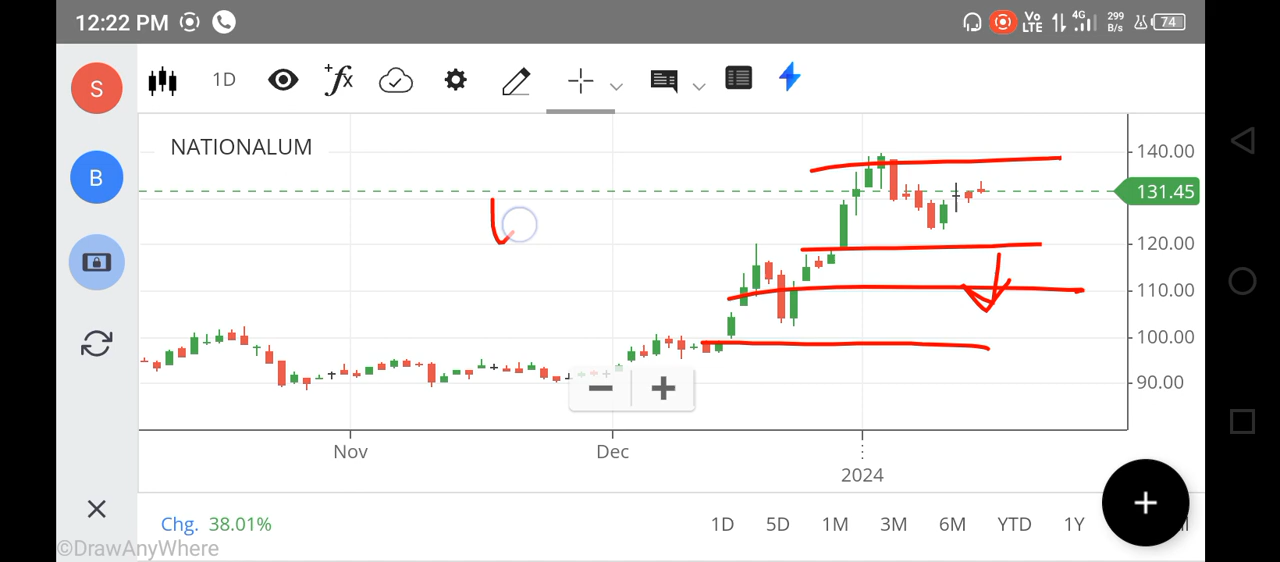 12:22 PM Vo LTE 4G 299 B/s 74
S 1D fx
NATIONALUM
B
140.00
131.45
120.00
110.00
100.00
90.00
Nov Dec 2024
Chg. 38.01% 1D 5D 1M 3M 6M YTD 1Y
©DrawAnyWhere